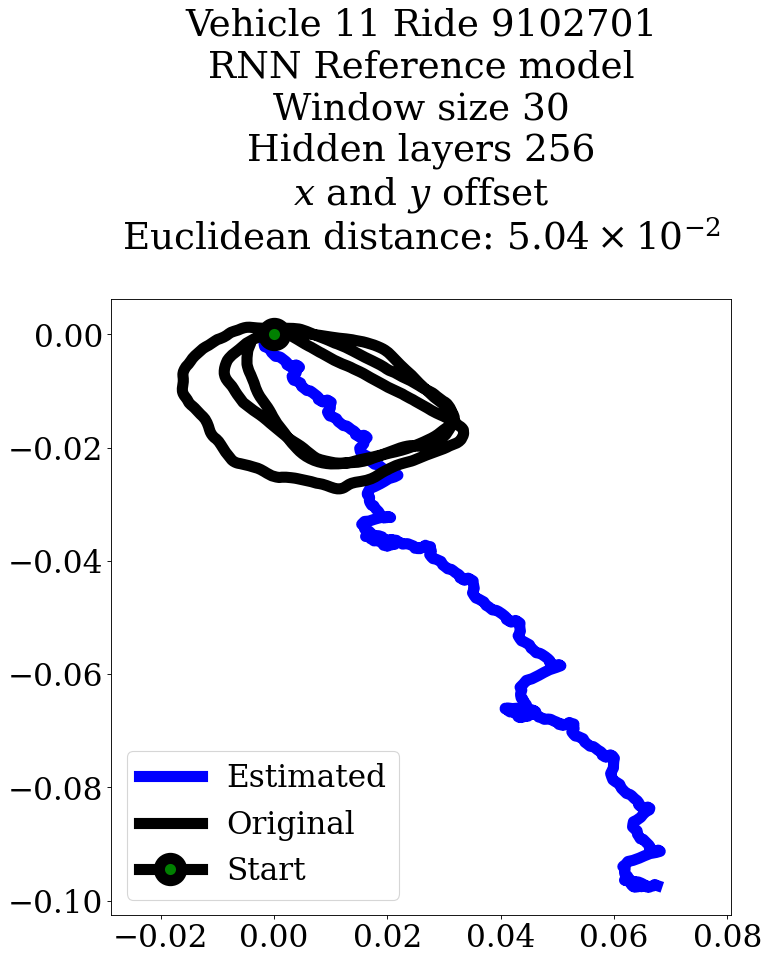 Vehicle 11 Ride 9102701
RNN Reference model
Window size 30
Hidden layers 256
x and y offset
Euclidean distance: 5.04 × 10⁻²
0.00
−0.02
−0.04
−0.06
−0.08
−0.10
Estimated
Original
Start
−0.02 0.00 0.02 0.04 0.06 0.08